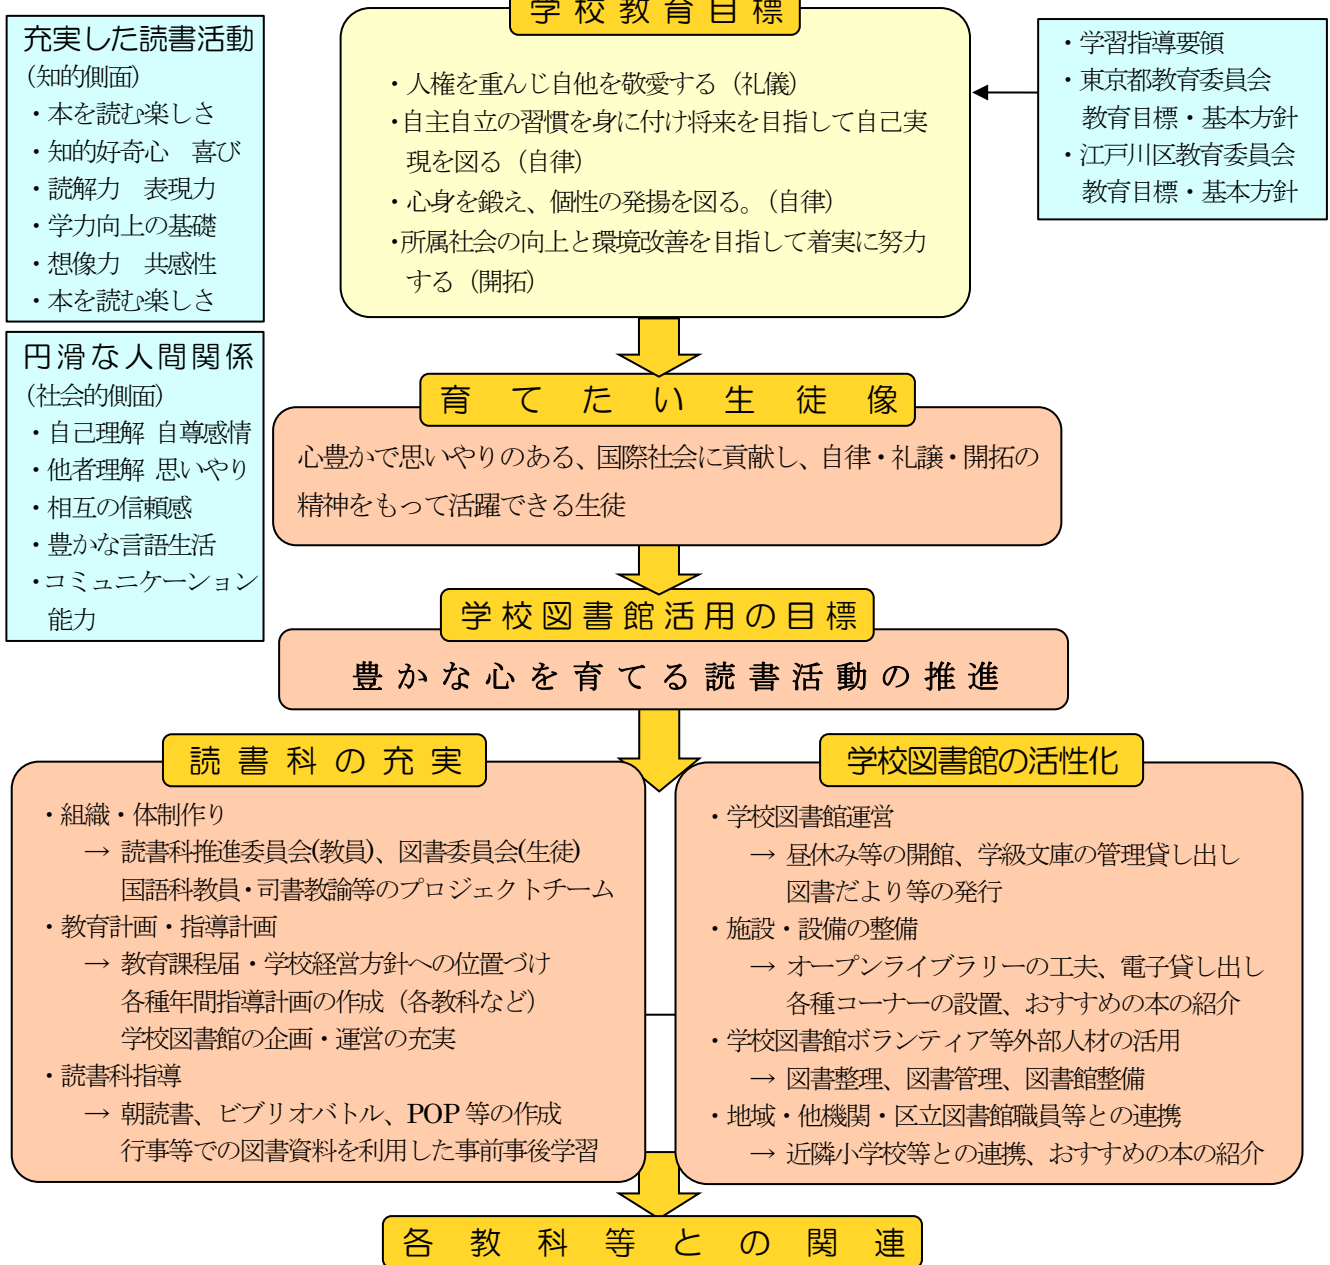 学校教育目標
・人権を重んじ自他を敬愛する（礼儀）
・自主自立の習慣を身に付け将来を目指して自己実
現を図る（自律）
・心身を鍛え、個性の発揚を図る。（自律）
・所属社会の向上と環境改善を目指して着実に努力
する（開拓）
・学習指導要領
・東京都教育委員会
教育目標・基本方針
・江戸川区教育委員会
教育目標・基本方針
充実した読書活動
（知的側面）
・本を読む楽しさ
・知的好奇心　喜び
・読解力　表現力
・学力向上の基礎
・想像力　共感性
・本を読む楽しさ
円滑な人間関係
（社会的側面）
・自己理解 自尊感情
・他者理解 思いやり
・相互の信頼感
・豊かな言語生活
・コミュニケーション
能力
育てたい生徒像
心豊かで思いやりのある、国際社会に貢献し、自律・礼譲・開拓の
精神をもって活躍できる生徒
学校図書館活用の目標
豊かな心を育てる読書活動の推進
読書科の充実
・組織・体制作り
→ 読書科推進委員会(教員)、図書委員会(生徒)
国語科教員・司書教諭等のプロジェクトチーム
・教育計画・指導計画
→ 教育課程届・学校経営方針への位置づけ
各種年間指導計画の作成（各教科など）
学校図書館の企画・運営の充実
・読書科指導
→ 朝読書、ビブリオバトル、POP 等の作成
行事等での図書資料を利用した事前事後学習
学校図書館の活性化
・学校図書館運営
→ 昼休み等の開館、学級文庫の管理貸し出し
図書だより等の発行
・施設・設備の整備
→ オープンライブラリーの工夫、電子貸し出し
各種コーナーの設置、おすすめの本の紹介
・学校図書館ボランティア等外部人材の活用
→ 図書整理、図書管理、図書館整備
・地域・他機関・区立図書館職員等との連携
→ 近隣小学校等との連携、おすすめの本の紹介
各教科等との関連